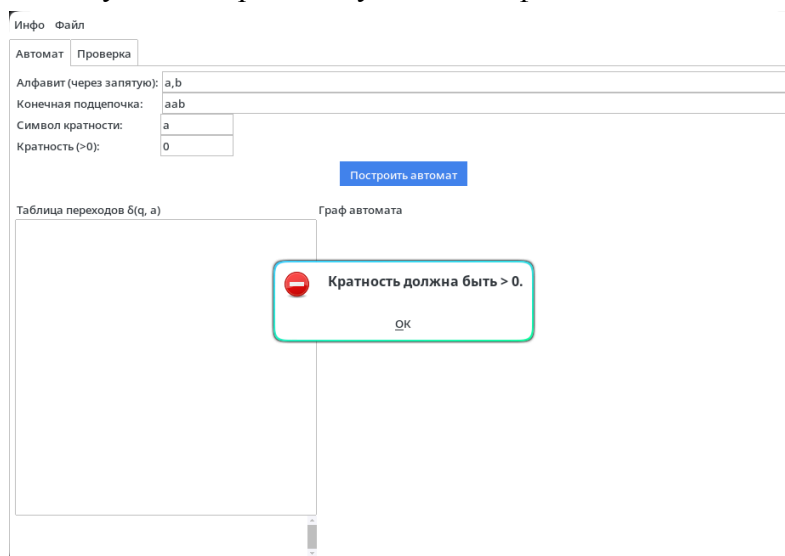 Инфо Файл
Автомат Проверка
Алфавит (через запятую): a,b
Конечная подцепочка: aab
Символ кратности: a
Кратность (>0): 0
Построить автомат
Таблица переходов δ(q, a) Граф автомата
Кратность должна быть > 0.
OK